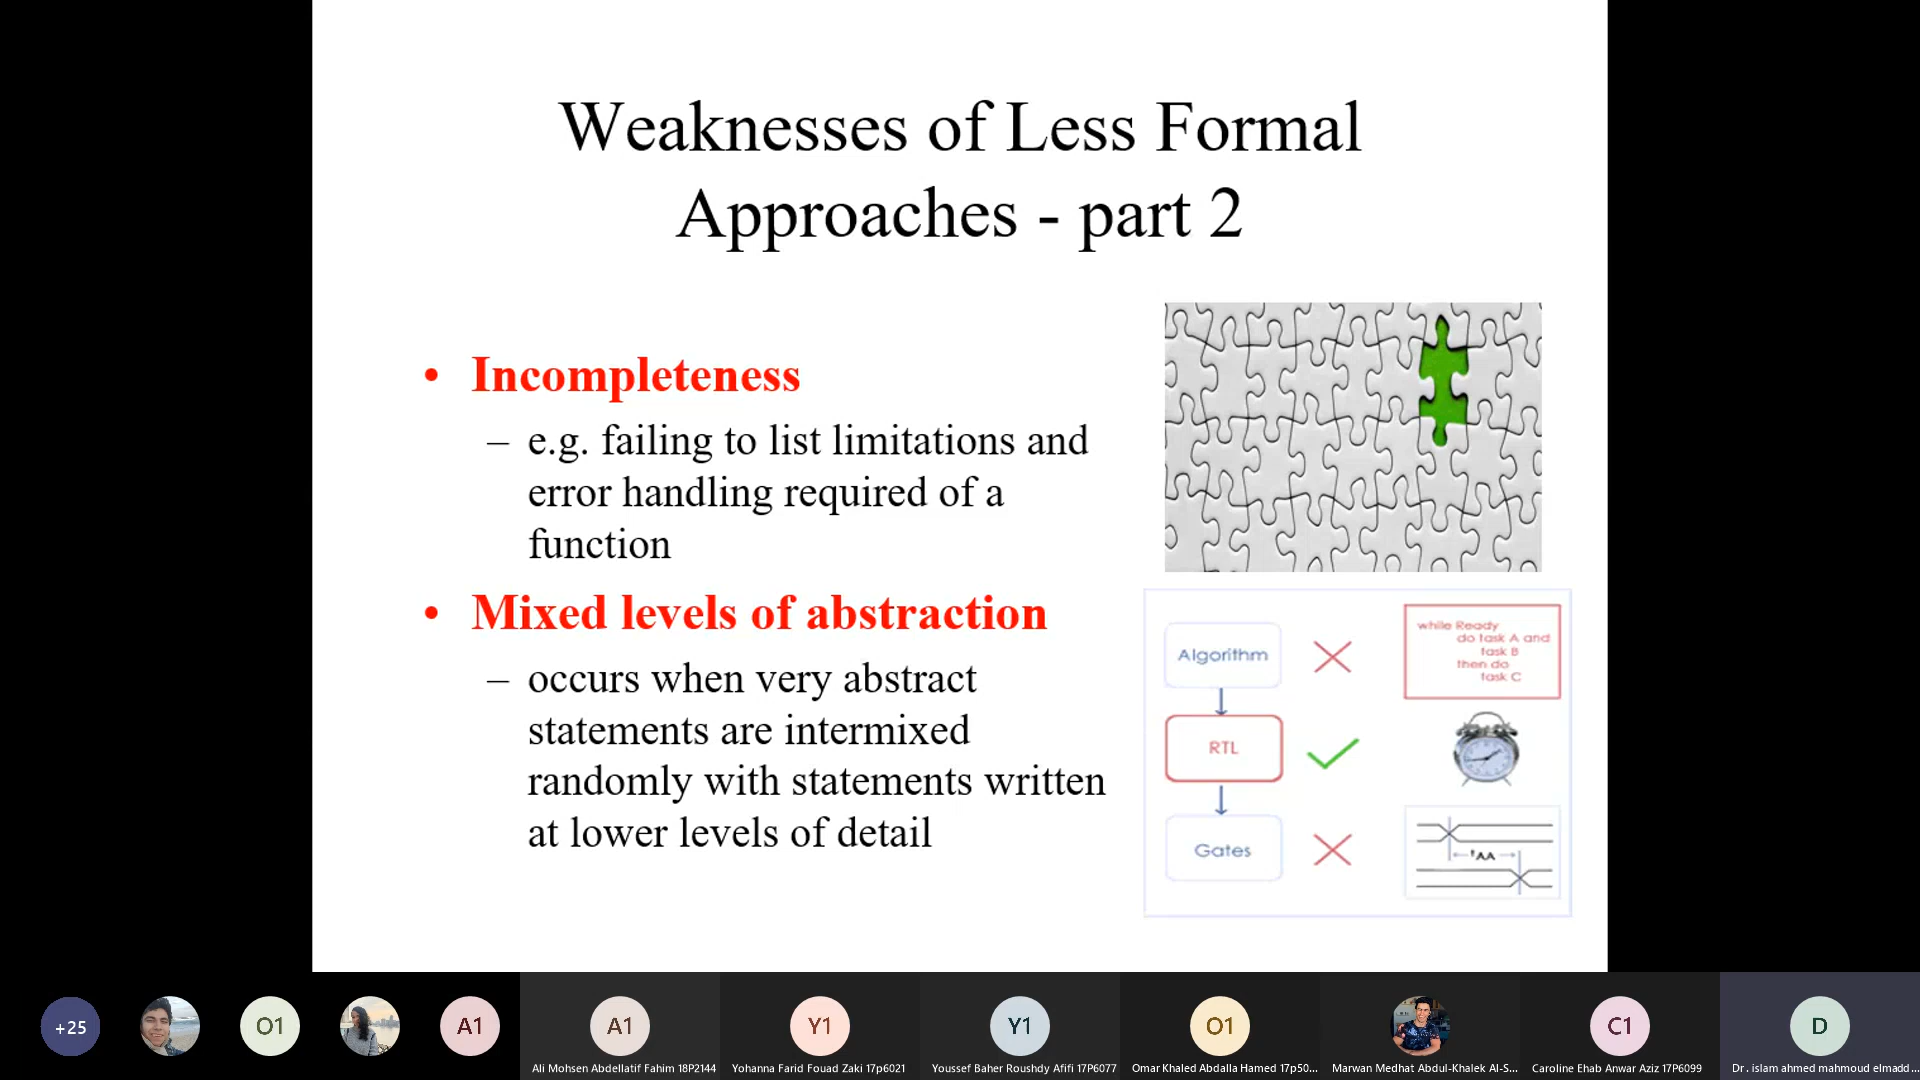 Weaknesses of Less Formal
Approaches - part 2
• Incompleteness
– e.g. failing to list limitations and
error handling required of a
function
• Mixed levels of abstraction
– occurs when very abstract
statements are intermixed
randomly with statements written
at lower levels of detail
Algorithm
RTL
Gates
while Ready
do task A and
task B
then do
task C
tAA
+25
O1
A1
A1
Y1
Y1
O1
C1
D
Ali Mohsen Abdellatif Fahim 18P2144
Yohanna Farid Fouad Zaki 17p6021
Youssef Baher Roushdy Afifi 17P6077
Omar Khaled Abdalla Hamed 17p50...
Marwan Medhat Abdul-Khalek Al-S...
Caroline Ehab Anwar Aziz 17P6099
Dr. islam ahmed mahmoud elmadd...